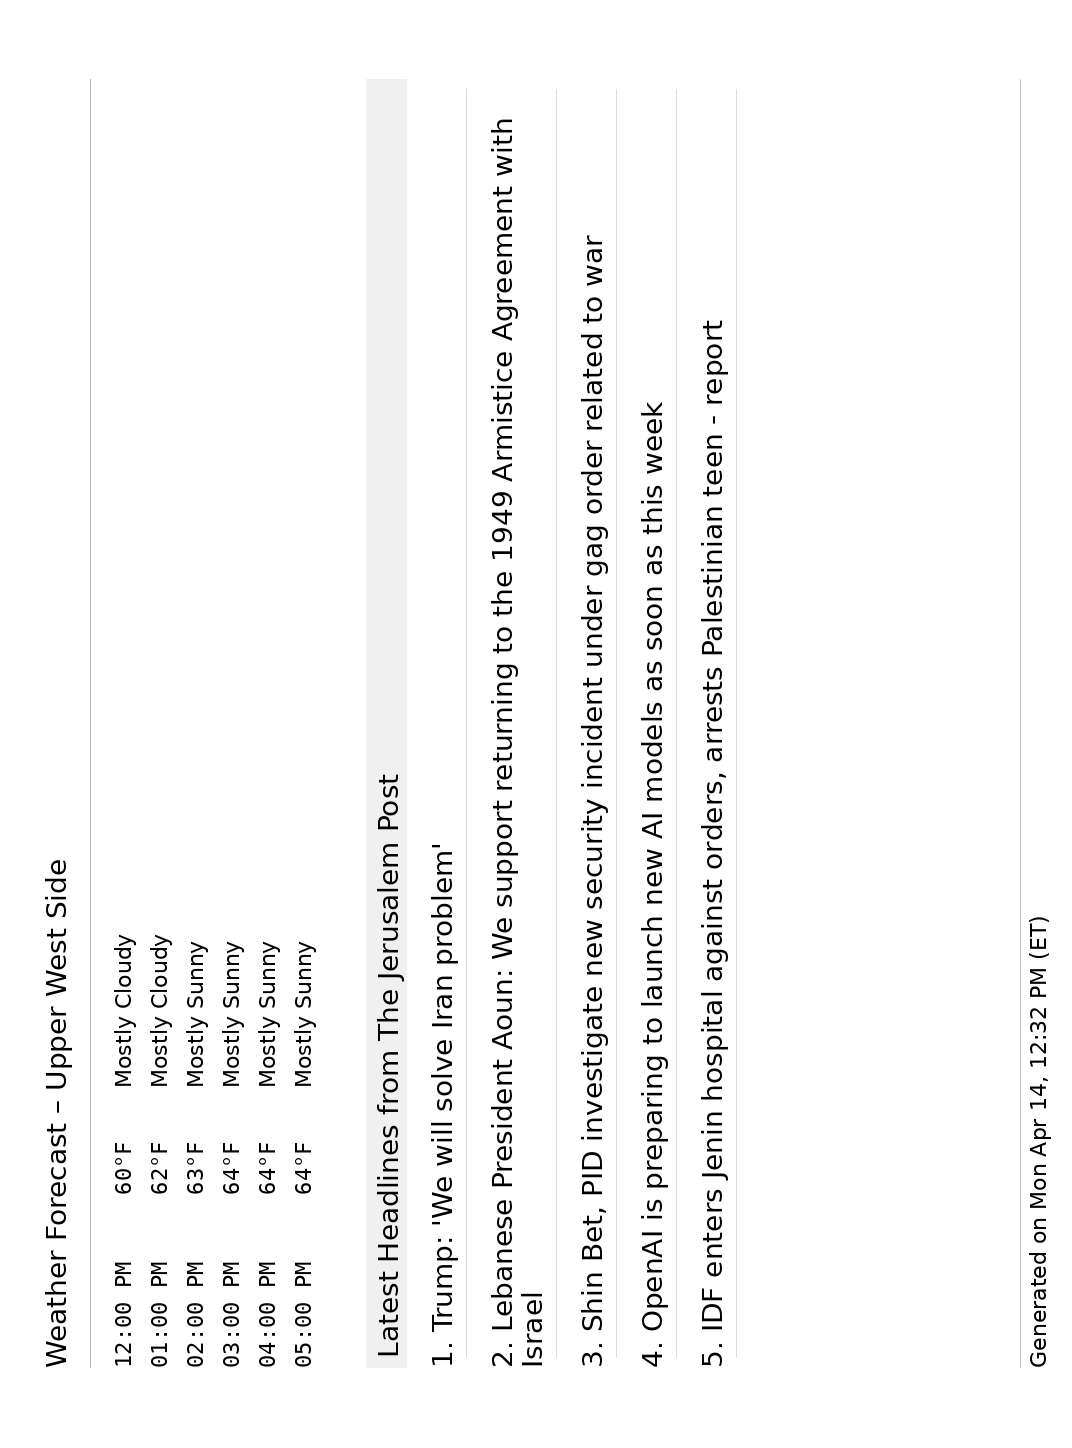 Weather Forecast – Upper West Side
12:00 PM 60°F Mostly Cloudy
01:00 PM 62°F Mostly Cloudy
02:00 PM 63°F Mostly Sunny
03:00 PM 64°F Mostly Sunny
04:00 PM 64°F Mostly Sunny
05:00 PM 64°F Mostly Sunny
Latest Headlines from The Jerusalem Post
1. Trump: 'We will solve Iran problem'
2. Lebanese President Aoun: We support returning to the 1949 Armistice Agreement with
Israel
3. Shin Bet, PID investigate new security incident under gag order related to war
4. OpenAI is preparing to launch new AI models as soon as this week
5. IDF enters Jenin hospital against orders, arrests Palestinian teen - report
Generated on Mon Apr 14, 12:32 PM (ET)